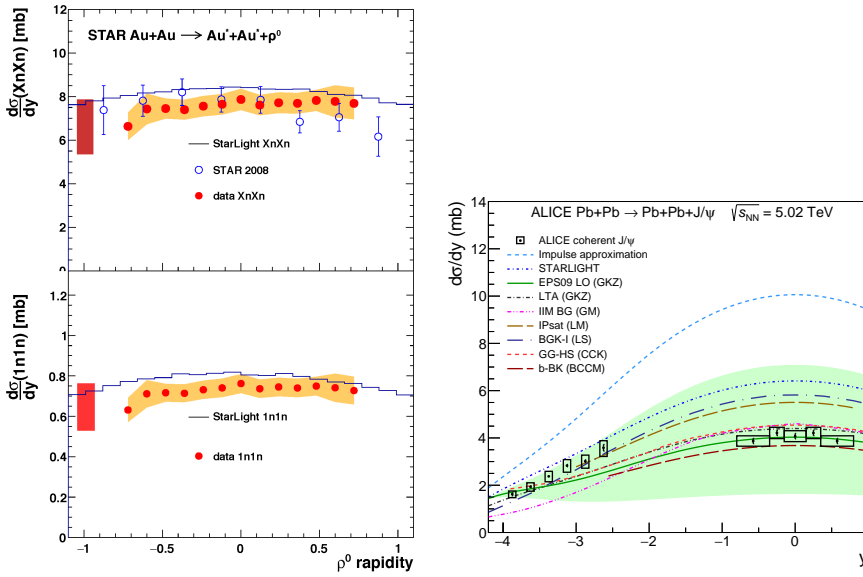 STAR Au+Au → Au*+Au*+ρ⁰
dσ/dy (XnXn) [mb]
12
10
8
6
4
2
0
StarLight XnXn
STAR 2008
data XnXn
dσ/dy (1n1n) [mb]
1.2
1
0.8
0.6
0.4
0.2
0
StarLight 1n1n
data 1n1n
−1 −0.5 0 0.5 1
ρ⁰ rapidity
ALICE Pb+Pb → Pb+Pb+J/ψ √sNN = 5.02 TeV
dσ/dy (mb)
14
12
10
8
6
4
2
0
ALICE coherent J/ψ
Impulse approximation
STARLIGHT
EPS09 LO (GKZ)
LTA (GKZ)
IIM BG (GM)
IPsat (LM)
BGK-I (LS)
GG-HS (CCK)
b-BK (BCCM)
−4 −3 −2 −1 0
y